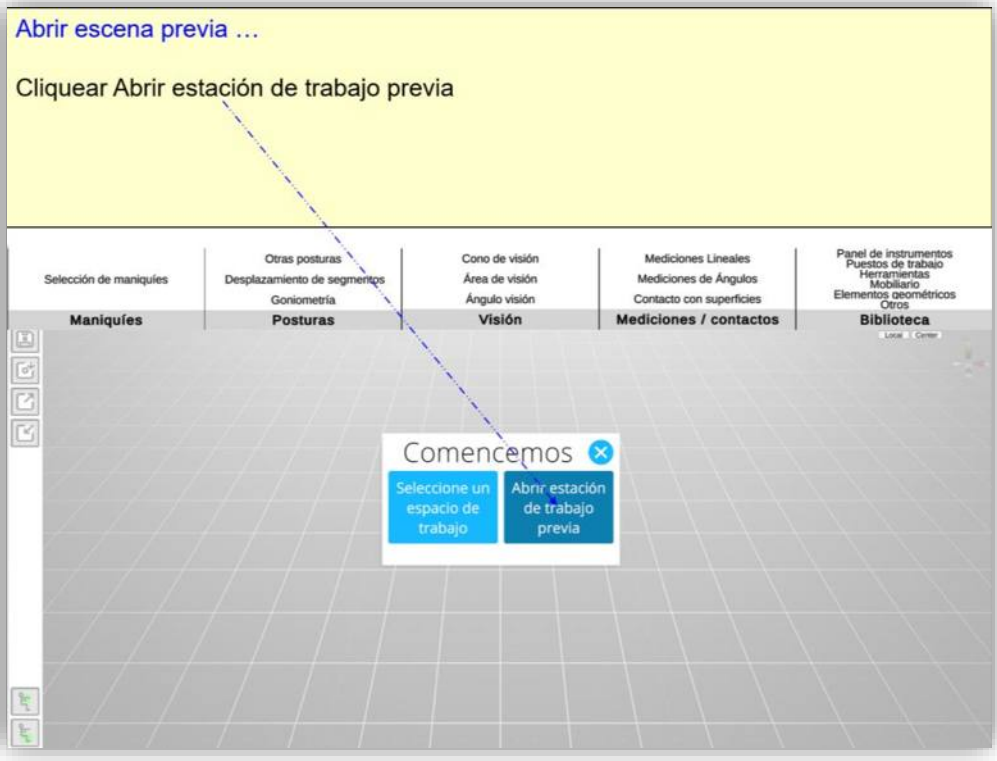 Abrir escena previa …
Cliquear Abrir estación de trabajo previa
Selección de maniquíes
Maniquíes
Otras posturas
Desplazamiento de segmentos
Goniometría
Posturas
Cono de visión
Área de visión
Ángulo visión
Visión
Mediciones Lineales
Mediciones de Ángulos
Contacto con superficies
Mediciones / contactos
Panel de instrumentos
Puestos de trabajo
Herramientas
Mobiliario
Elementos geométricos
Otros
Biblioteca
Local Center
Comencemos
Seleccione un
espacio de
trabajo
Abrir estación
de trabajo
previa